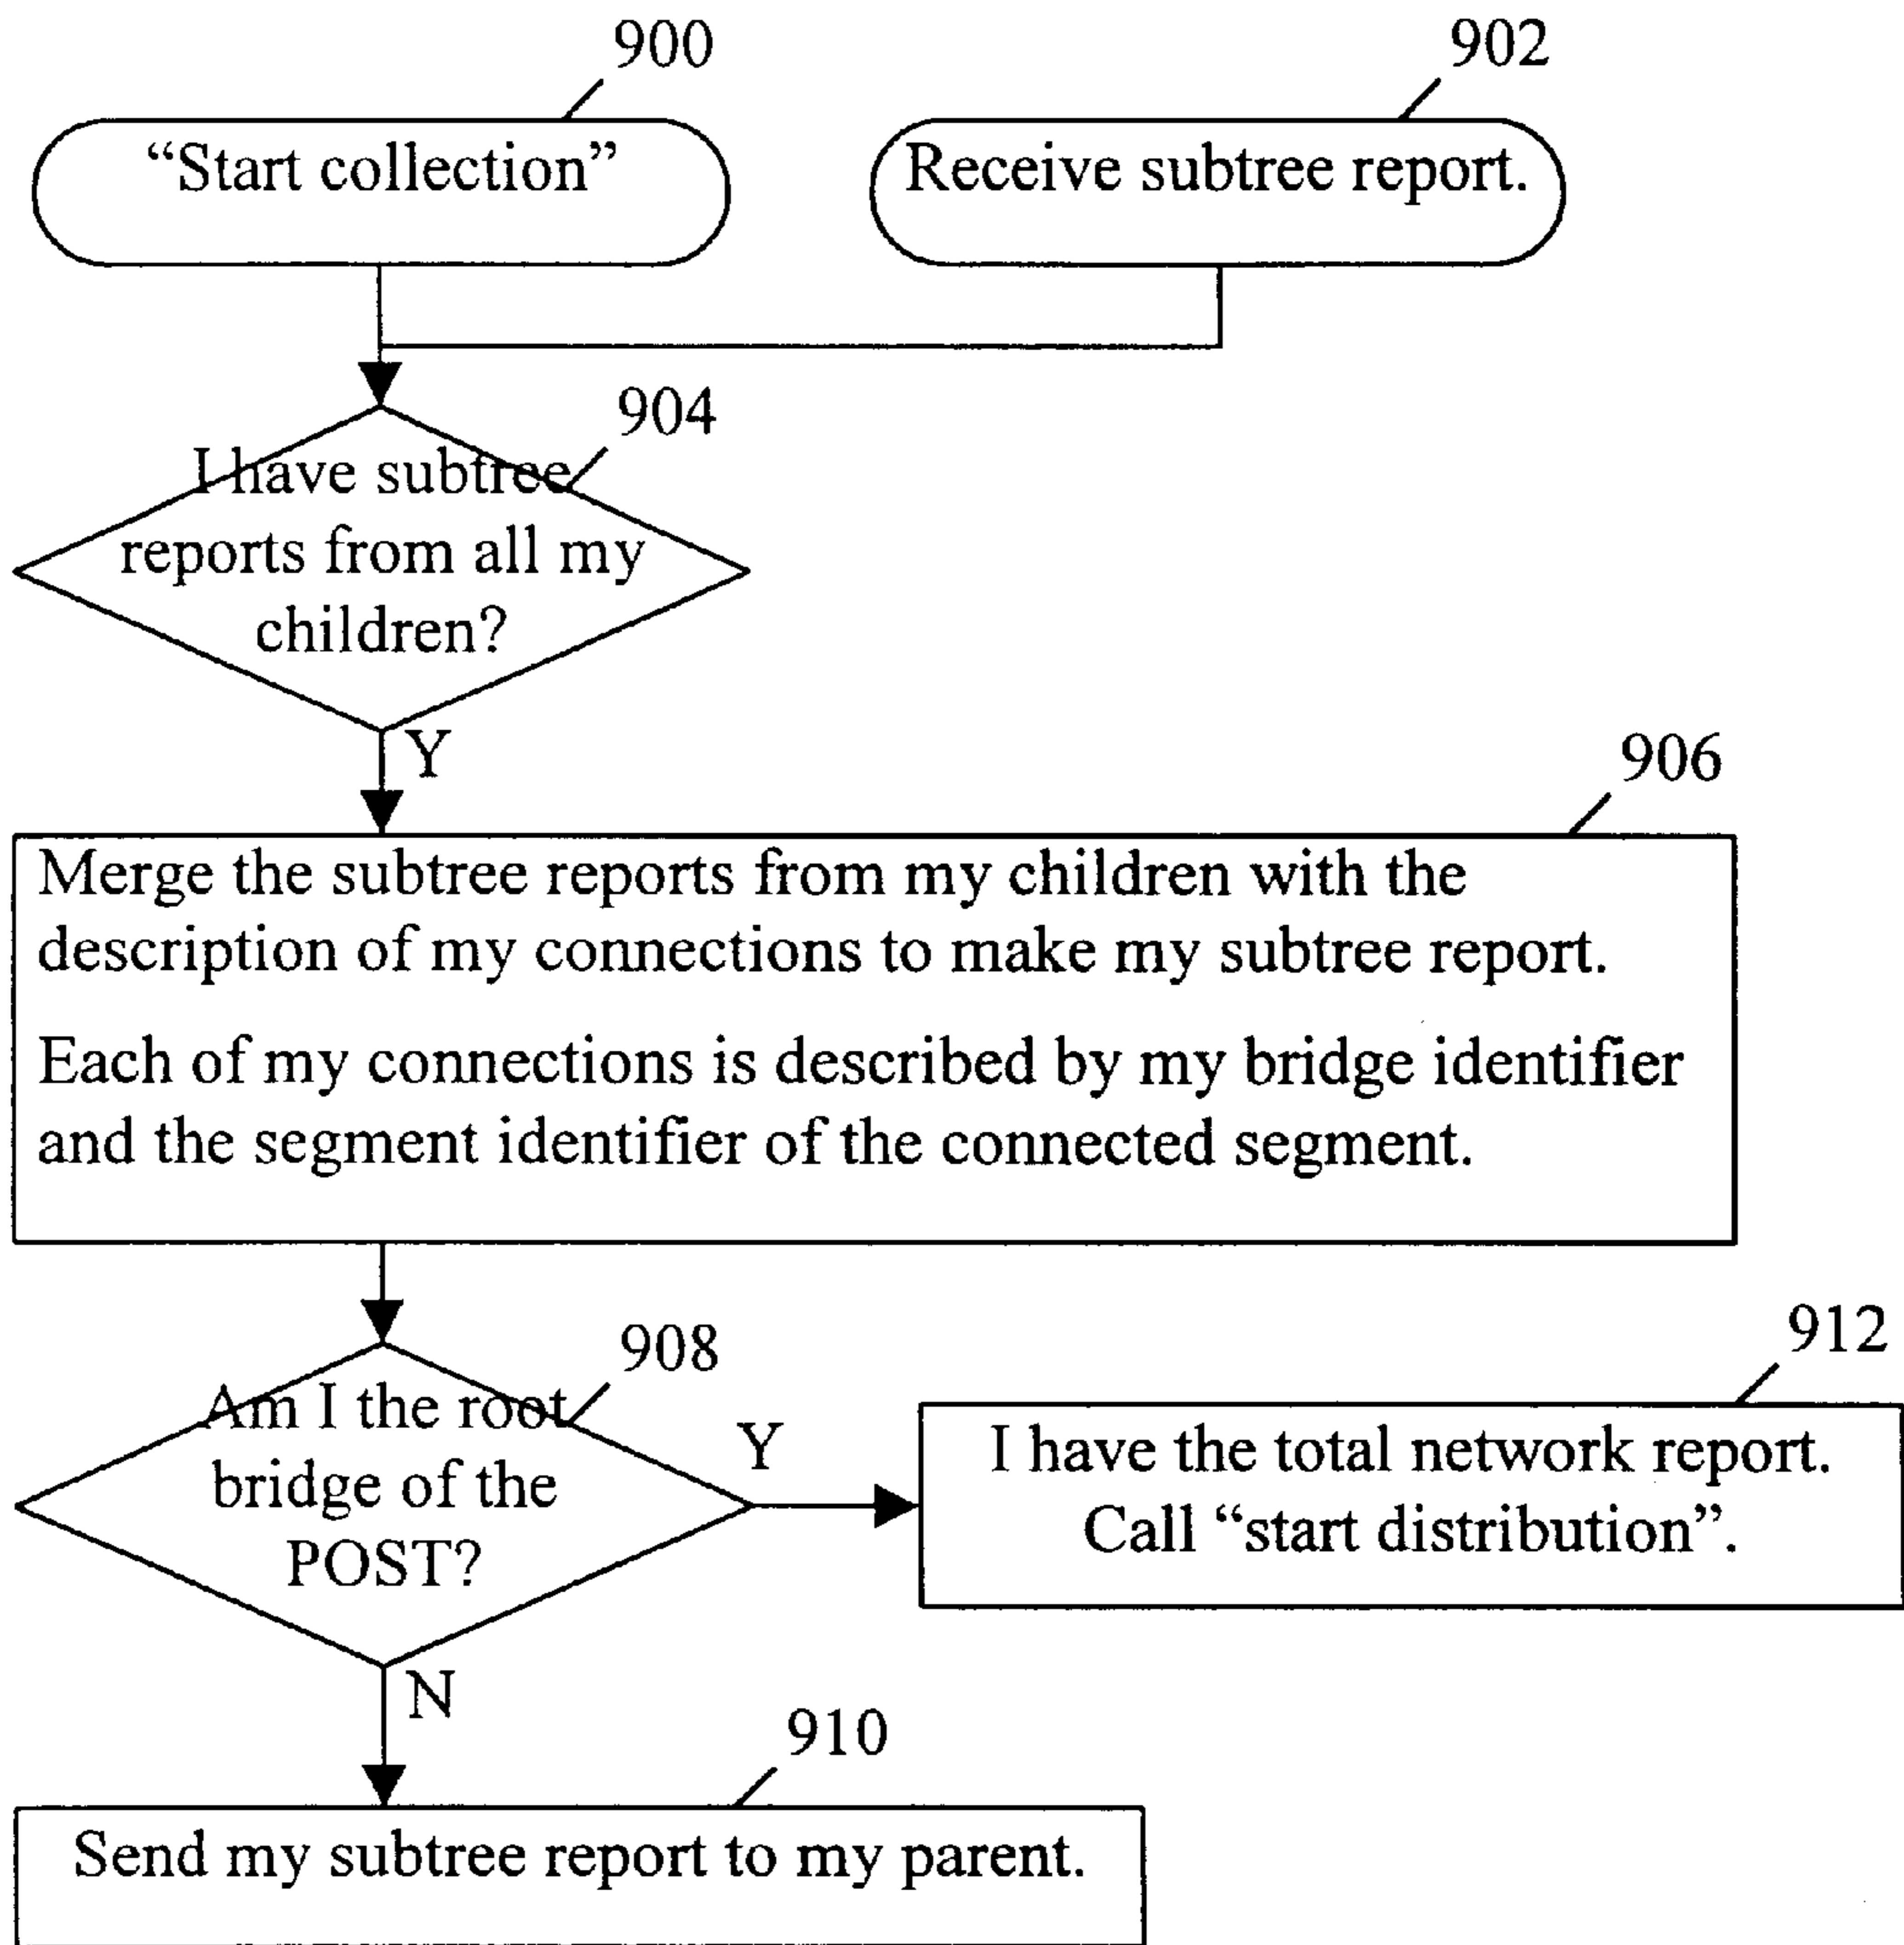 900
902
“Start collection”
Receive subtree report.
904
I have subtree
reports from all my
children?
Y
906
Merge the subtree reports from my children with the
description of my connections to make my subtree report.
Each of my connections is described by my bridge identifier
and the segment identifier of the connected segment.
908
912
Am I the root
bridge of the
POST?
Y
I have the total network report.
Call “start distribution”.
N
910
Send my subtree report to my parent.